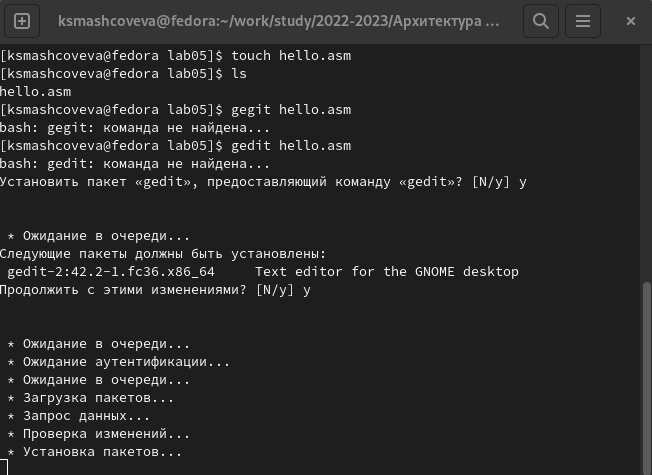 ksmashcoveva@fedora:~/work/study/2022-2023/Архитектура ...
[ksmashcoveva@fedora lab05]$ touch hello.asm
[ksmashcoveva@fedora lab05]$ ls
hello.asm
[ksmashcoveva@fedora lab05]$ gegit hello.asm
bash: gegit: команда не найдена...
[ksmashcoveva@fedora lab05]$ gedit hello.asm
bash: gedit: команда не найдена...
Установить пакет «gedit», предоставляющий команду «gedit»? [N/y] y
* Ожидание в очереди...
Следующие пакеты должны быть установлены:
gedit-2:42.2-1.fc36.x86_64 Text editor for the GNOME desktop
Продолжить с этими изменениями? [N/y] y
* Ожидание в очереди...
* Ожидание аутентификации...
* Ожидание в очереди...
* Загрузка пакетов...
* Запрос данных...
* Проверка изменений...
* Установка пакетов...